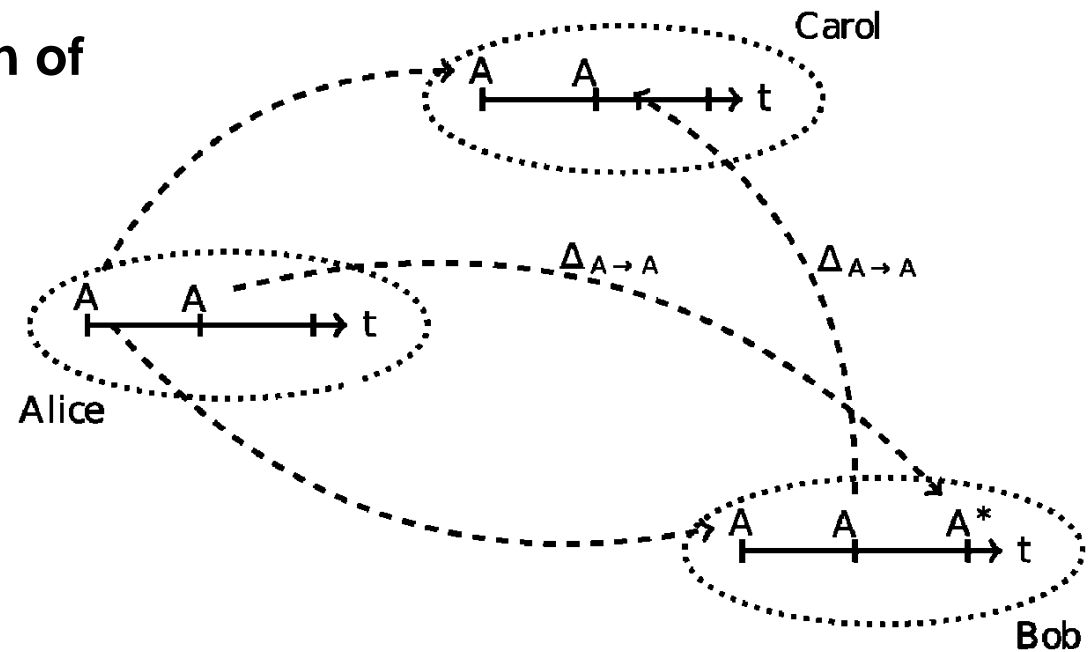 n of
Carol
A A
t
Δ A → A
Δ A → A
A A
t
Alice
A A A*
t
Bob